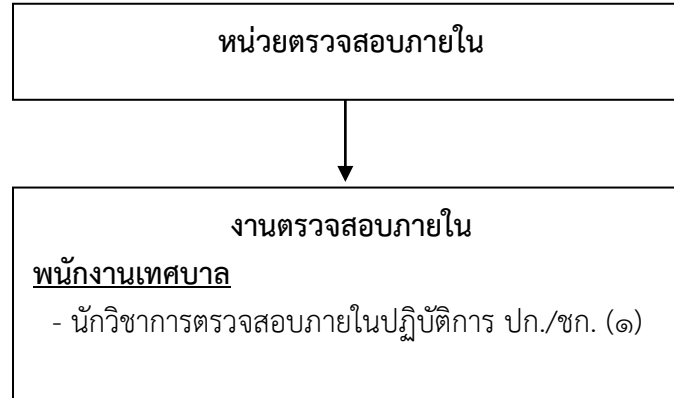 หน่วยตรวจสอบภายใน
งานตรวจสอบภายใน
พนักงานเทศบาล
- นักวิชาการตรวจสอบภายในปฏิบัติการ ปก./ชก. (๑)